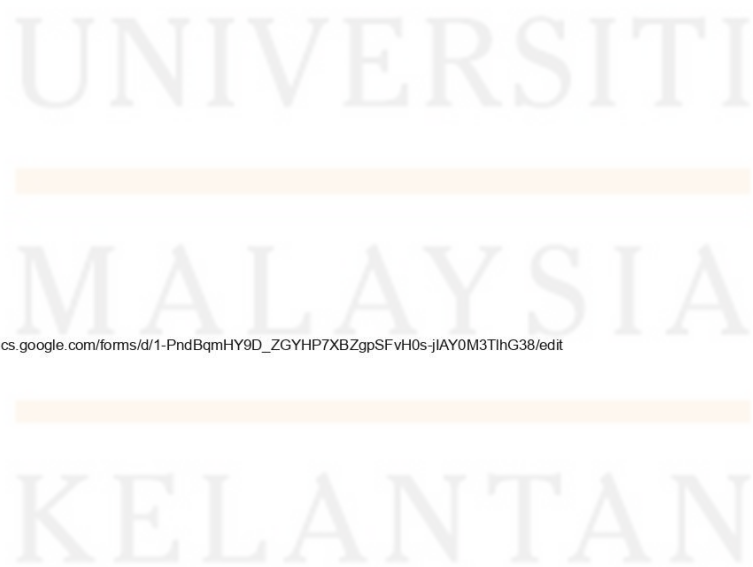 UNIVERSITI
MALAYSIA
cs.google.com/forms/d/1-PndBqmHY9D_ZGYHP7XBZgpSFvH0s-jIAY0M3TlhG38/edit
KELANTAN